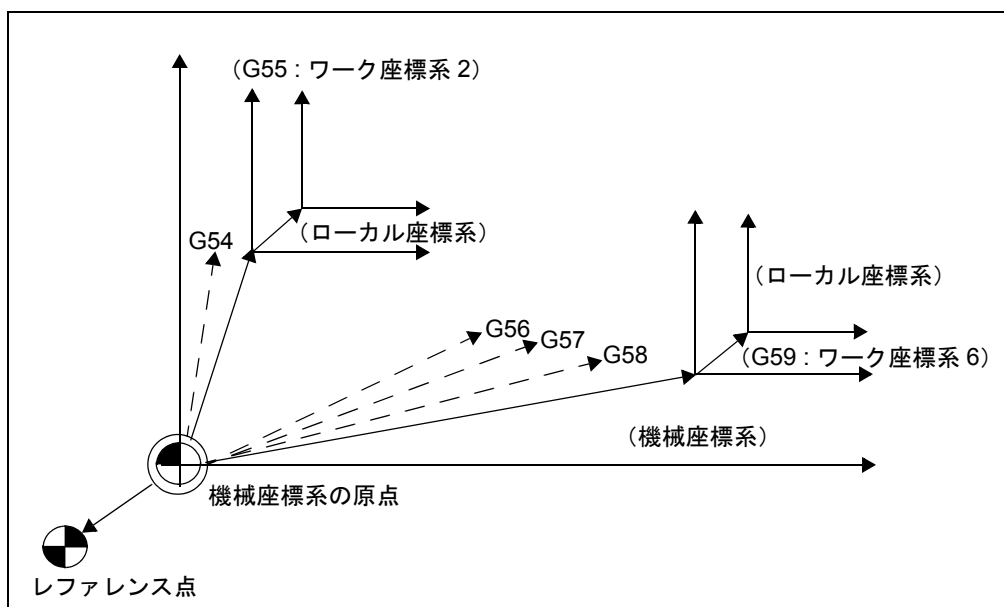 （G55 : ワーク座標系 2）
G54
（ローカル座標系）
（ローカル座標系）
G56
G57
G58
（G59 : ワーク座標系 6）
（機械座標系）
機械座標系の原点
レファレンス点